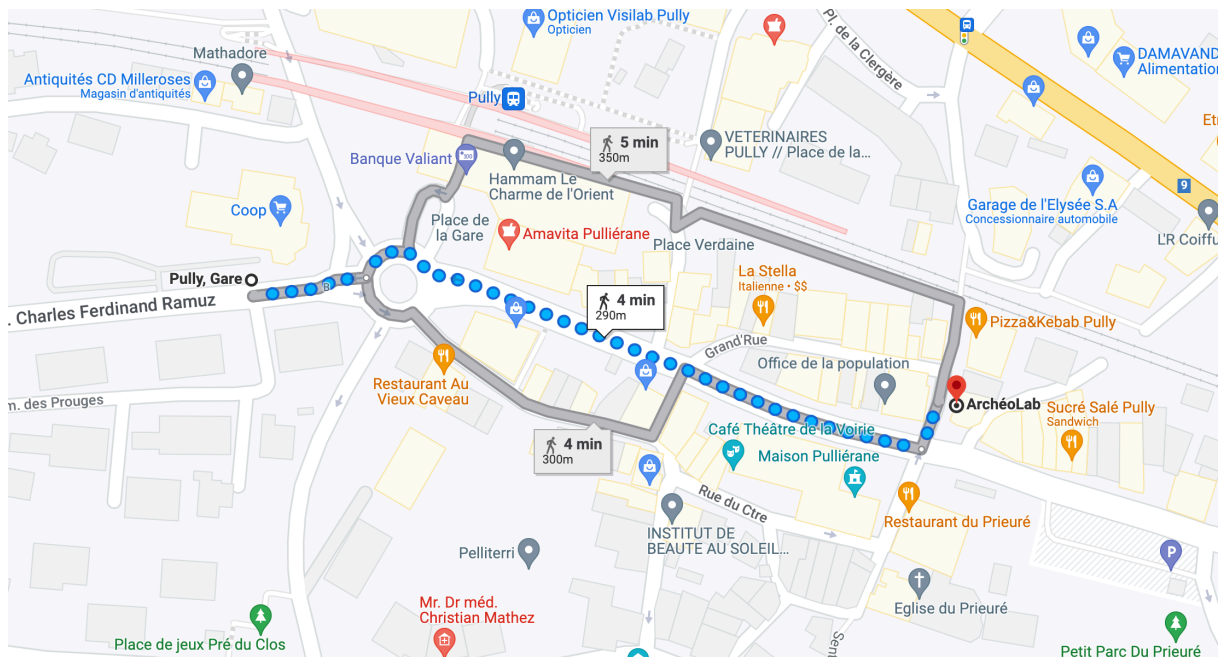 Opticien Visilab Pully
Opticien
Mathadore
Antiquités CD Milleroses
Magasin d'antiquités
Pully
Pl. de la Clergère
DAMAVAND
Alimentation
Banque Valiant
5 min
350m
VETERINAIRES
PULLY // Place de la...
Hammam Le
Charme de l'Orient
9
Coop
Place de
la Gare
Amavita Pulliérane
Place Verdaine
Garage de l'Elysée S.A
Concessionnaire automobile
L'R Coiffu
Pully, Gare
B
. Charles Ferdinand Ramuz
La Stella
Italienne • $$
4 min
290m
Grand'Rue
Pizza&Kebab Pully
Office de la population
Restaurant Au
Vieux Caveau
m. des Prouges
ArchéoLab
Sucré Salé Pully
Sandwich
4 min
300m
Café Théâtre de la Voirie
Maison Pulliérane
Rue du Ctre
Restaurant du Prieuré
INSTITUT DE
BEAUTE AU SOLEIL...
Pelliterri
P
Eglise du Prieuré
Mr. Dr méd.
Christian Mathez
Place de jeux Pré du Clos
Sent
Petit Parc Du Prieuré